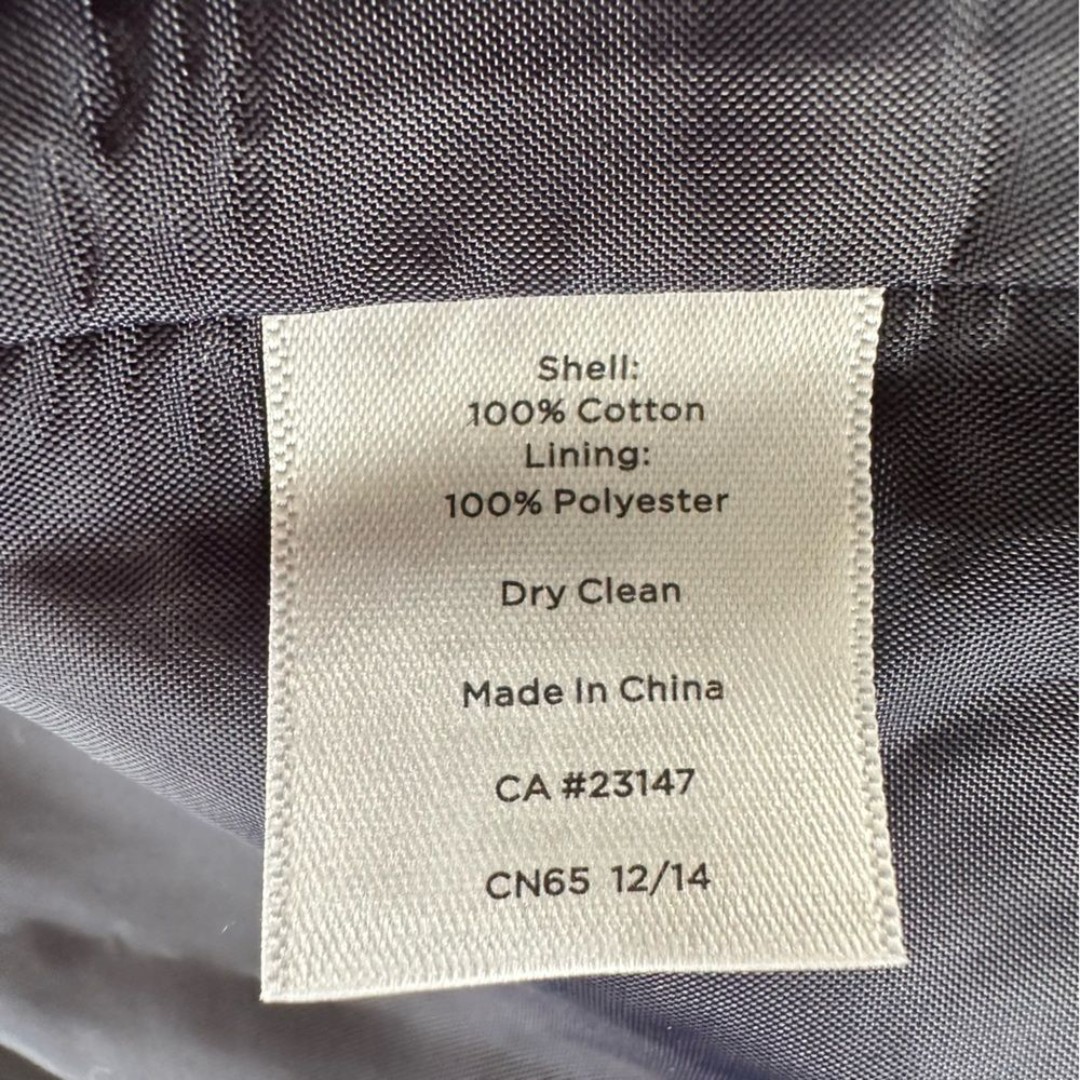 Shell:
100% Cotton
Lining:
100% Polyester
Dry Clean
Made In China
CA #23147
CN65 12/14